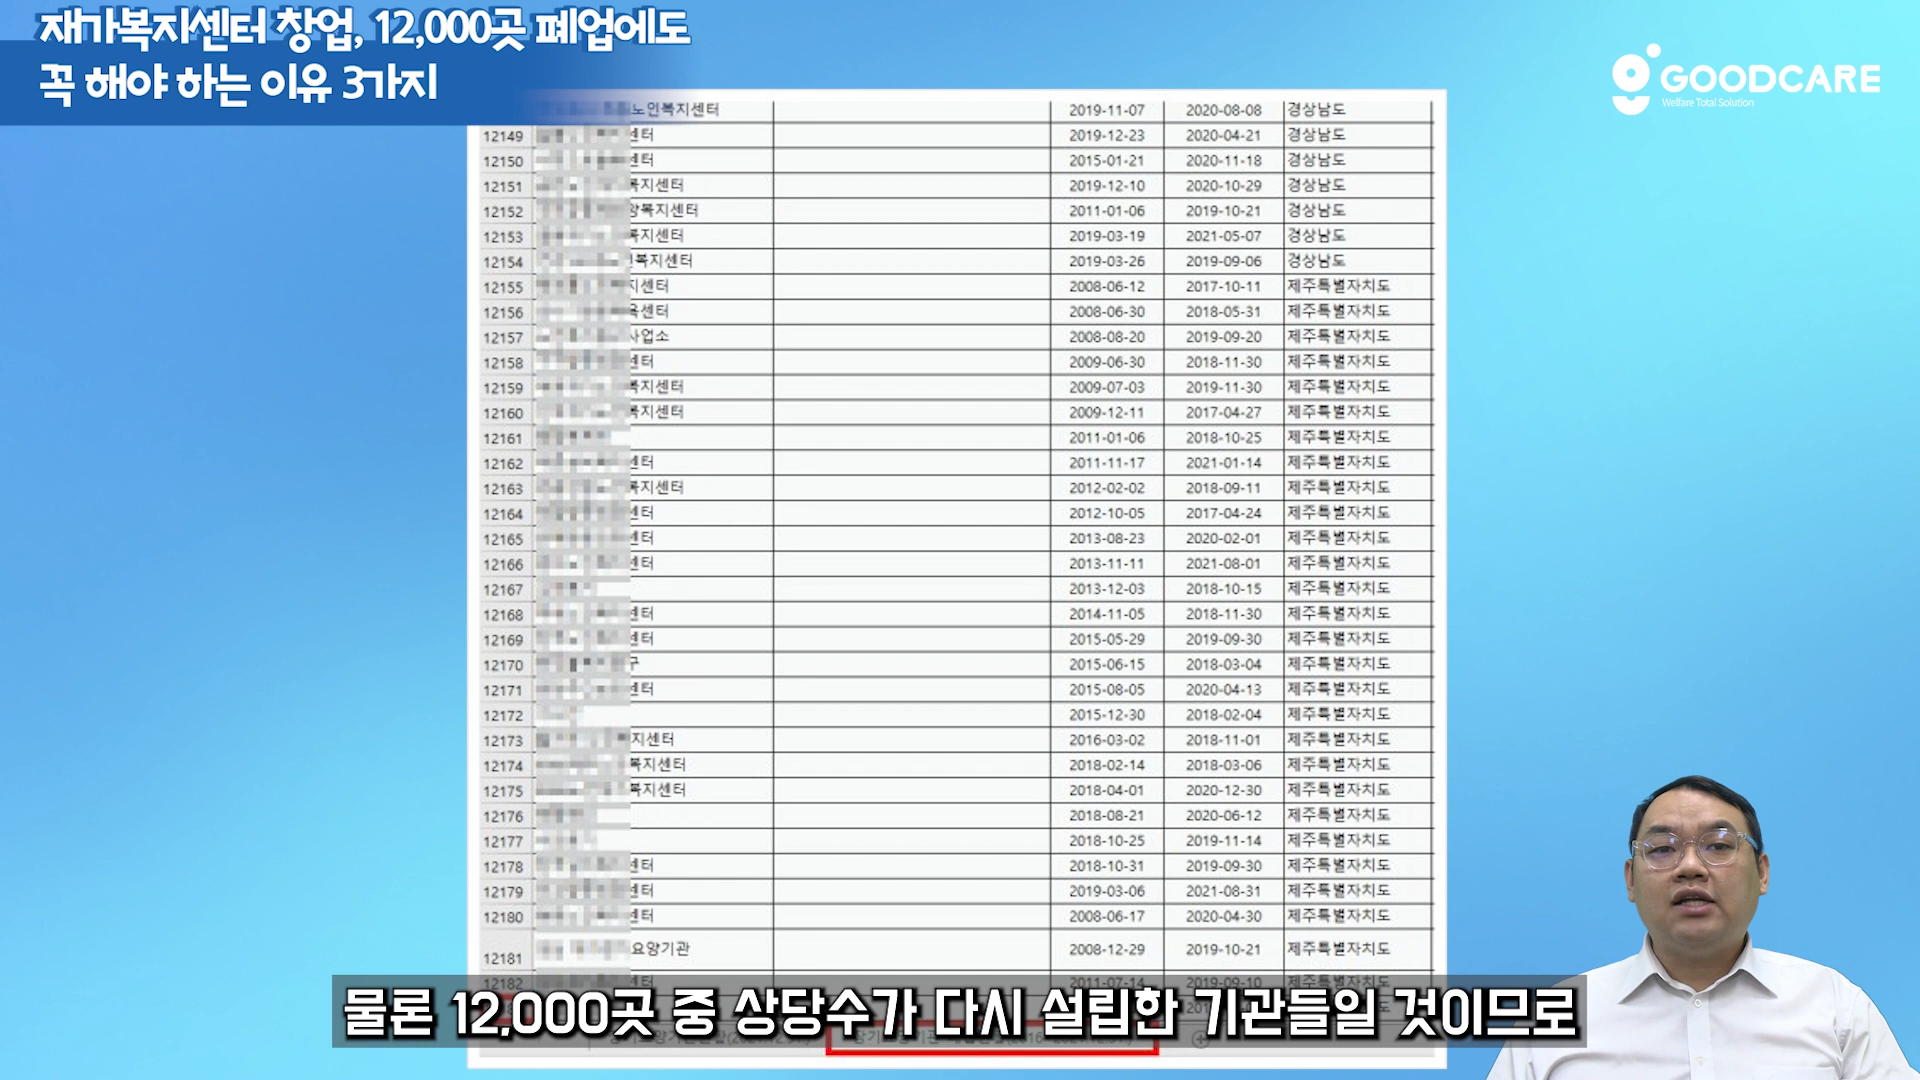 재가복지센터 창업, 12,000곳 폐업에도
꼭 해야 하는 이유 3가지
GOODCARE
Welfare Total Solution
노인복지센터 2019-11-07 2020-08-08 경상남도
12149 센터 2019-12-23 2020-04-21 경상남도
12150 센터 2015-01-21 2020-11-18 경상남도
12151 복지센터 2019-12-10 2020-10-29 경상남도
12152 양복지센터 2011-01-06 2019-10-21 경상남도
12153 복지센터 2019-03-19 2021-05-07 경상남도
12154 복지센터 2019-03-26 2019-09-06 경상남도
12155 지센터 2008-06-12 2017-10-11 제주특별자치도
12156 센터 2008-06-30 2018-05-31 제주특별자치도
12157 사업소 2008-08-20 2019-09-20 제주특별자치도
12158 센터 2009-06-30 2018-11-30 제주특별자치도
12159 복지센터 2009-07-03 2019-11-30 제주특별자치도
12160 복지센터 2009-12-11 2017-04-27 제주특별자치도
12161 2011-01-06 2018-10-25 제주특별자치도
12162 센터 2011-11-17 2021-01-14 제주특별자치도
12163 복지센터 2012-02-02 2018-09-11 제주특별자치도
12164 센터 2012-10-05 2017-04-24 제주특별자치도
12165 센터 2013-08-23 2020-02-01 제주특별자치도
12166 센터 2013-11-11 2021-08-01 제주특별자치도
12167 2013-12-03 2018-10-15 제주특별자치도
12168 센터 2014-11-05 2018-11-30 제주특별자치도
12169 센터 2015-05-29 2019-09-30 제주특별자치도
12170 구 2015-06-15 2018-03-04 제주특별자치도
12171 센터 2015-08-05 2020-04-13 제주특별자치도
12172 2015-12-30 2018-02-04 제주특별자치도
12173 지센터 2016-03-02 2018-11-01 제주특별자치도
12174 복지센터 2018-02-14 2018-03-06 제주특별자치도
12175 복지센터 2018-04-01 2020-12-30 제주특별자치도
12176 2018-08-21 2020-06-12 제주특별자치도
12177 2018-10-25 2019-11-14 제주특별자치도
12178 센터 2018-10-31 2019-09-30 제주특별자치도
12179 센터 2019-03-06 2021-08-31 제주특별자치도
12180 센터 2008-06-17 2020-04-30 제주특별자치도
12181 요양기관 2008-12-29 2019-10-21 제주특별자치도
12182 센터 2011-07-14 2019-09-10 제주특별자치도
물론 12,000곳 중 상당수가 다시 설립한 기관들일 것이므로